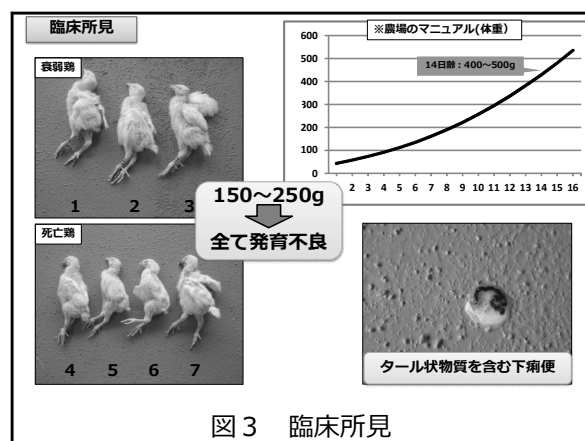 臨床所見
衰弱鶏
1 2 3
死亡鶏
4 5 6 7
150～250g
全て発育不良
※農場のマニュアル(体重)
14日齢：400～500g
600
500
400
300
200
100
0
1 2 3 4 5 6 7 8 9 10 11 12 13 14 15 16
タール状物質を含む下痢便
図３　臨床所見